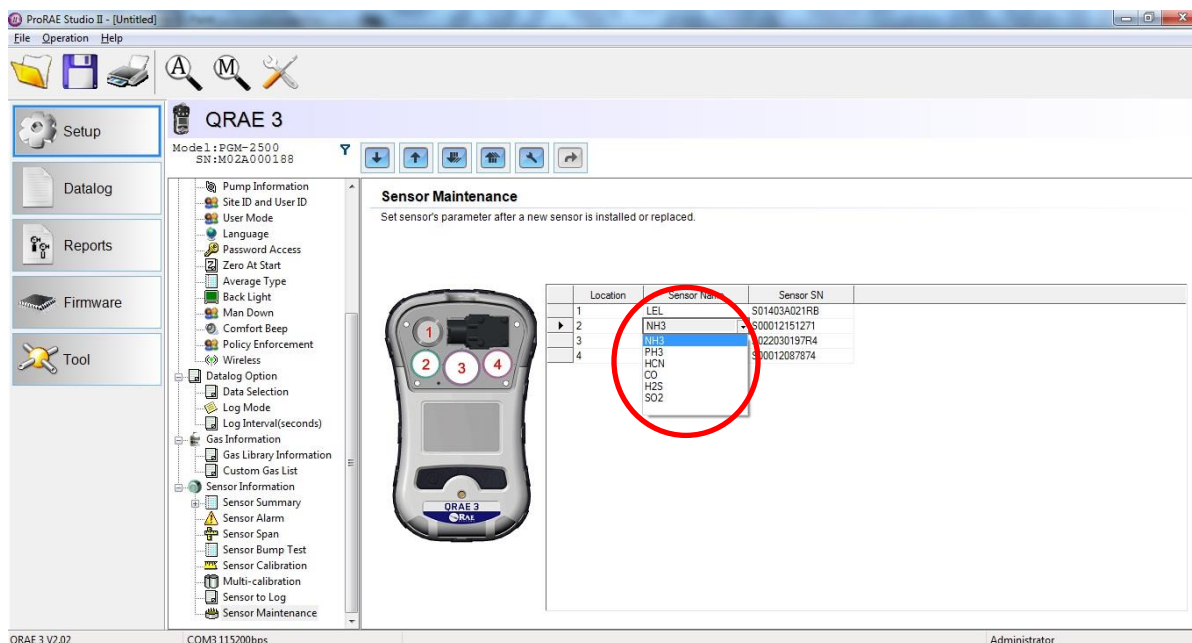 ProRAE Studio II - [Untitled]
File Operation Help
A M
Setup
Datalog
Reports
Firmware
Tool
QRAE 3
Model:PGM-2500
SN:M02A000188
Pump Information
Site ID and User ID
User Mode
Language
Password Access
Zero At Start
Average Type
Back Light
Man Down
Comfort Beep
Policy Enforcement
Wireless
Datalog Option
Data Selection
Log Mode
Log Interval(seconds)
Gas Information
Gas Library Information
Custom Gas List
Sensor Information
Sensor Summary
Sensor Alarm
Sensor Span
Sensor Bump Test
Sensor Calibration
Multi-calibration
Sensor to Log
Sensor Maintenance
Sensor Maintenance
Set sensor's parameter after a new sensor is installed or replaced.
1
2 3 4
QRAE 3
RAE
Location Sensor Name Sensor SN
1 LEL S01403A021RB
2 NH3 S00012151271
3 022030197R4
4 S00012087874
NH3
PH3
HCN
CO
H2S
SO2
QRAE 3 V2.02 COM3 115200bps Administrator